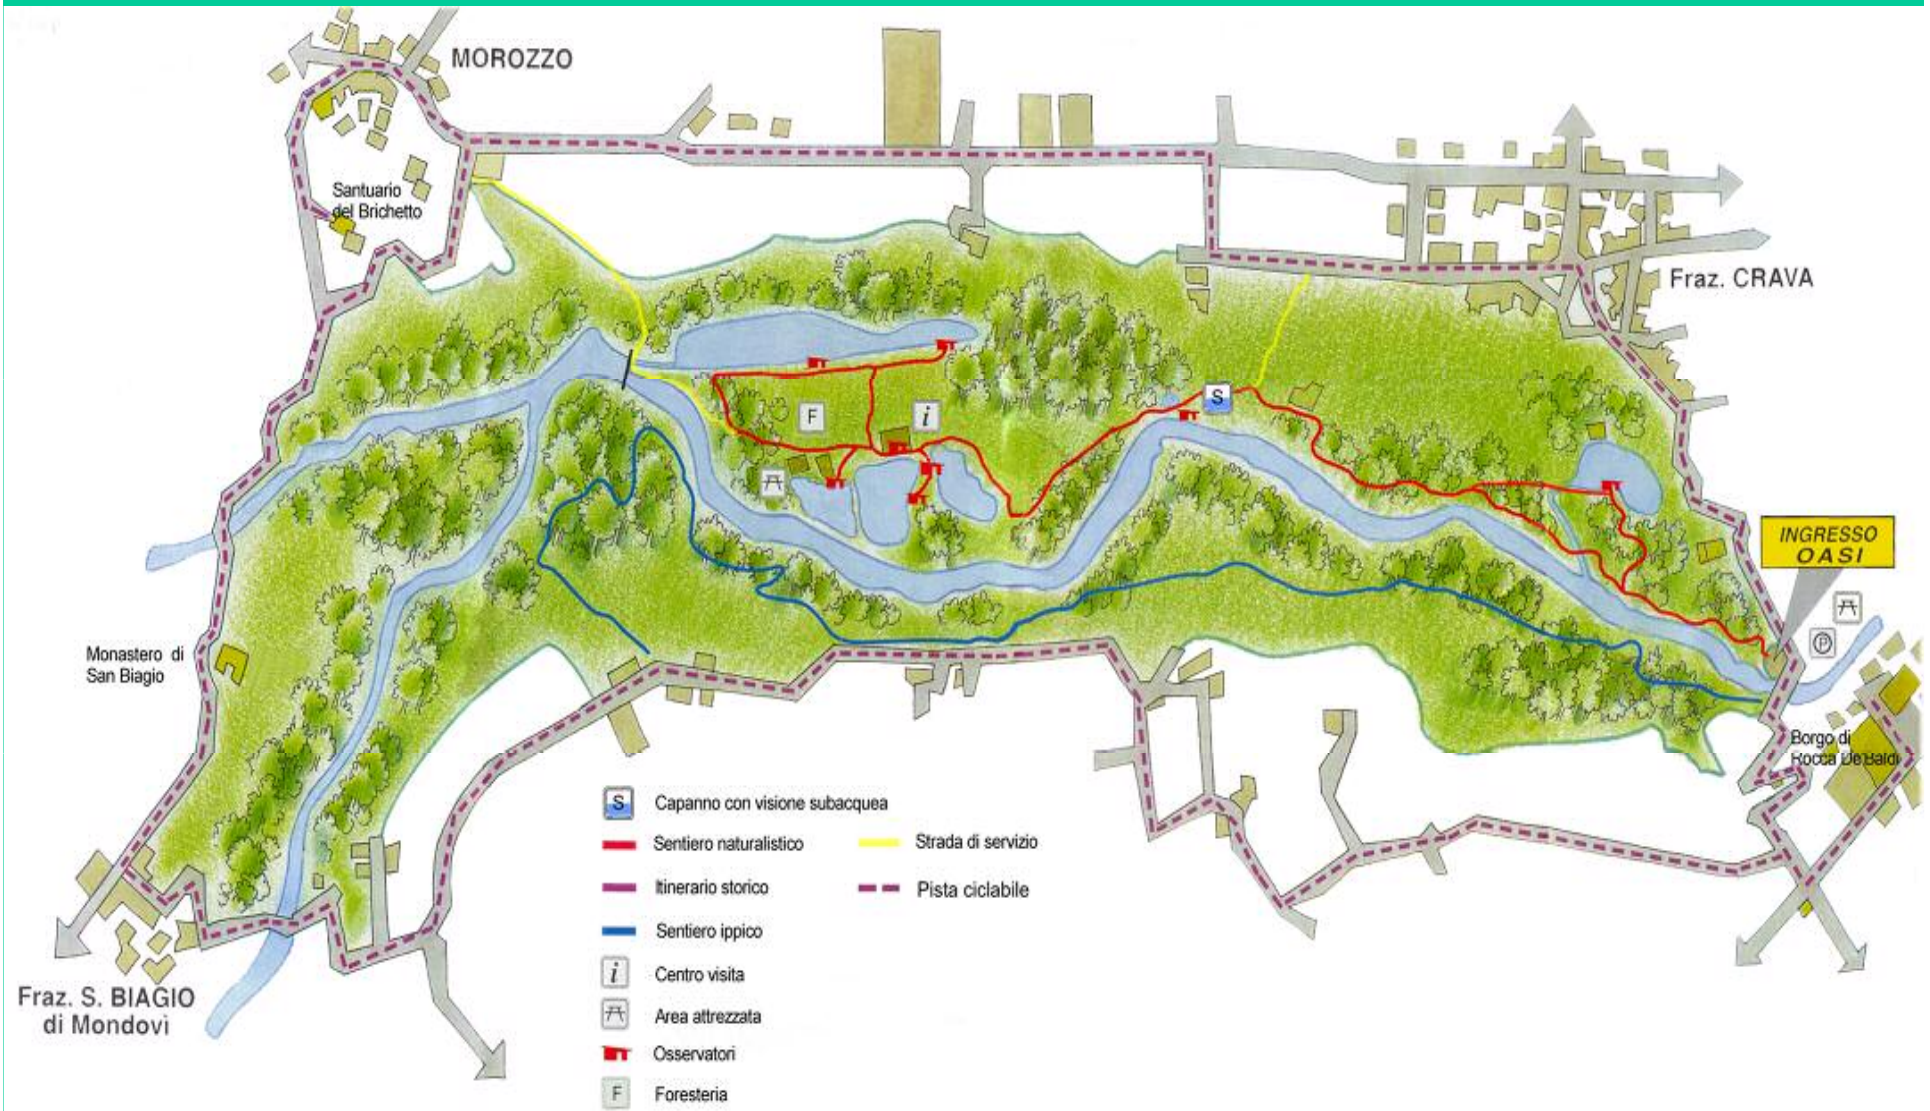 MOROZZO
Santuario
del Brichetto
Fraz. CRAVA
S
F
i
INGRESSO
OASI
P
Monastero di
San Biagio
Borgo di
Rocca De'Baldi
S Capanno con visione subacquea
Sentiero naturalistico
Strada di servizio
Itinerario storico
Pista ciclabile
Sentiero ippico
i Centro visita
Area attrezzata
Osservatori
F Foresteria
Fraz. S. BIAGIO
di Mondovì